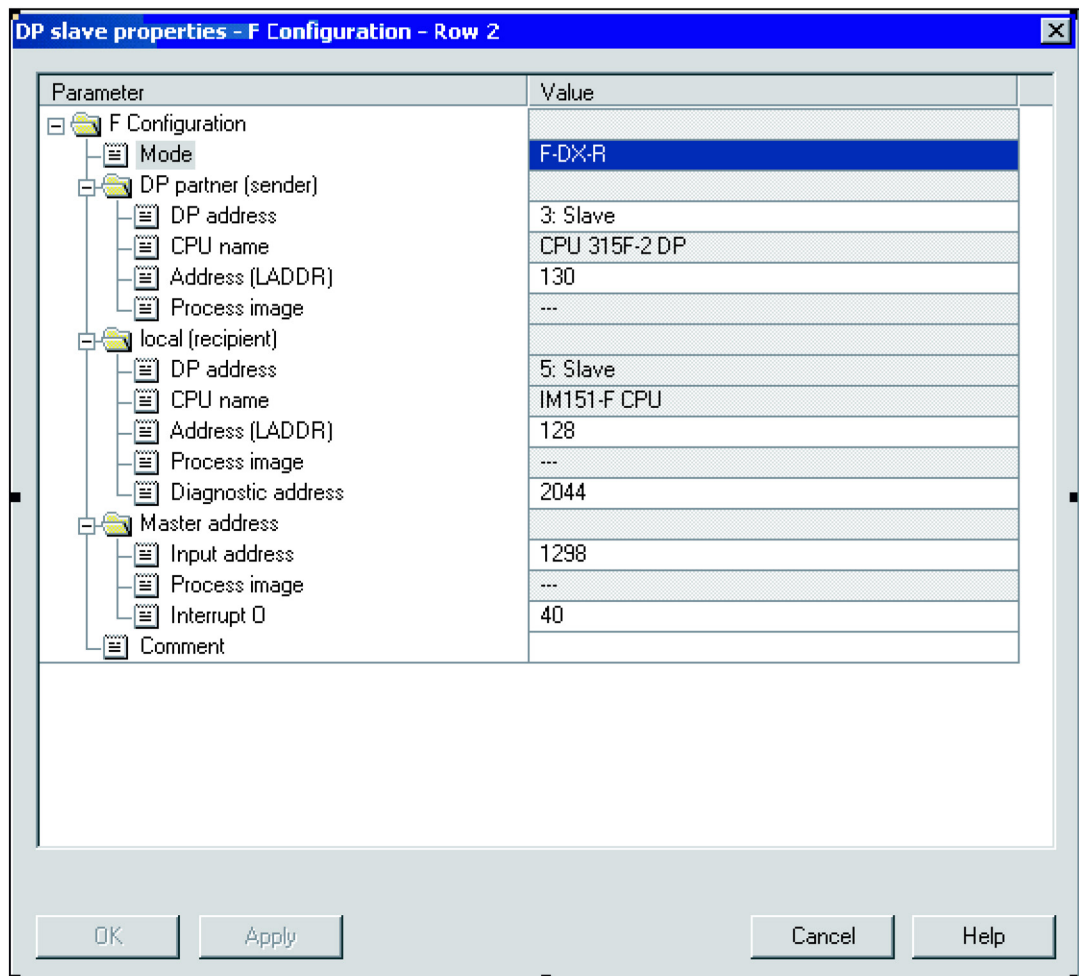 DP slave properties - F Configuration - Row 2
Parameter Value
F Configuration
Mode F-DX-R
DP partner (sender)
DP address 3: Slave
CPU name CPU 315F-2 DP
Address (LADDR) 130
Process image ---
local (recipient)
DP address 5: Slave
CPU name IM151-F CPU
Address (LADDR) 128
Process image ---
Diagnostic address 2044
Master address
Input address 1298
Process image ---
Interrupt O 40
Comment
OK Apply Cancel Help